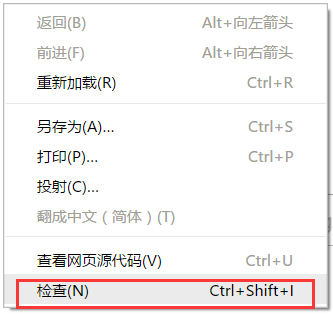 返回(B) Alt+向左箭头
前进(F) Alt+向右箭头
重新加载(R) Ctrl+R
另存为(A)... Ctrl+S
打印(P)... Ctrl+P
投射(C)...
翻成中文（简体）(T)
查看网页源代码(V) Ctrl+U
检查(N) Ctrl+Shift+I